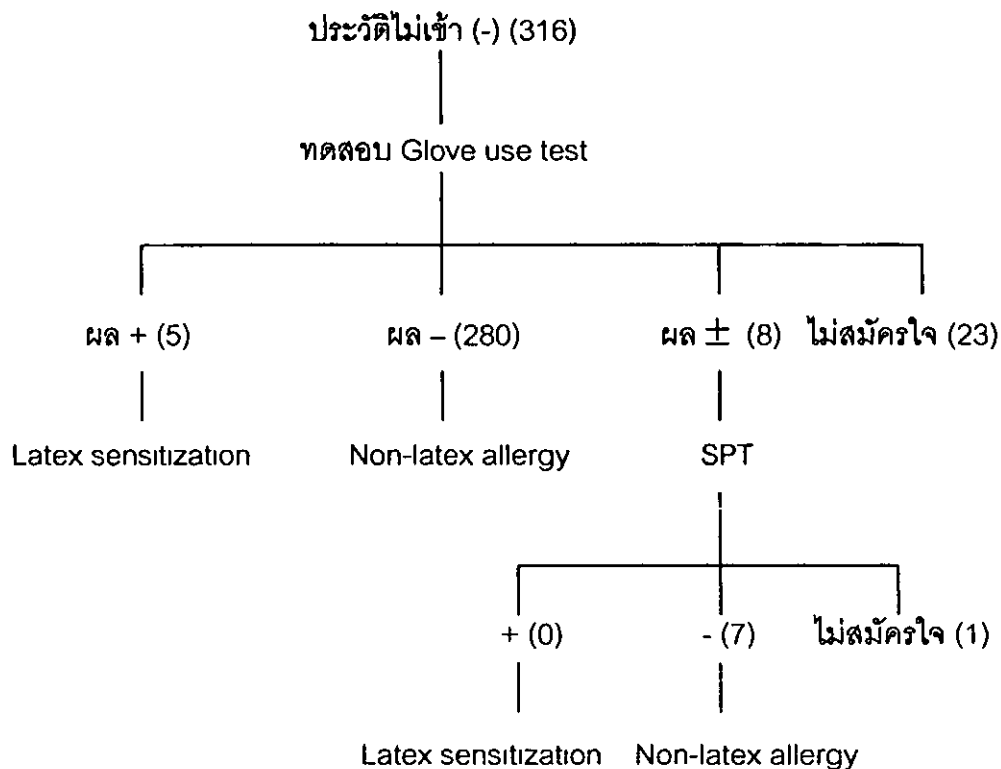 ประวัติไม่เข้า (-) (316)
ทดสอบ Glove use test
ผล + (5) ผล – (280) ผล ± (8) ไม่สมัครใจ (23)
Latex sensitization Non-latex allergy SPT
+ (0) - (7) ไม่สมัครใจ (1)
Latex sensitization Non-latex allergy